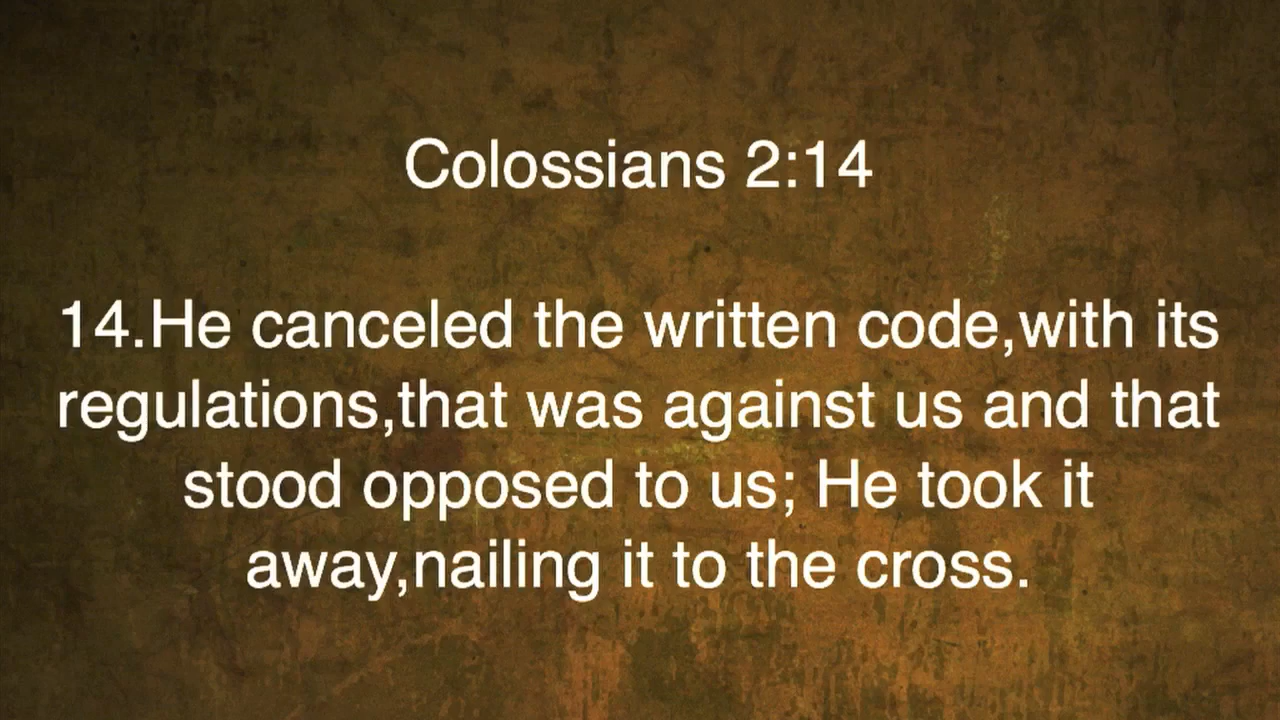 Colossians 2:14
14.He canceled the written code,with its
regulations,that was against us and that
stood opposed to us; He took it
away,nailing it to the cross.